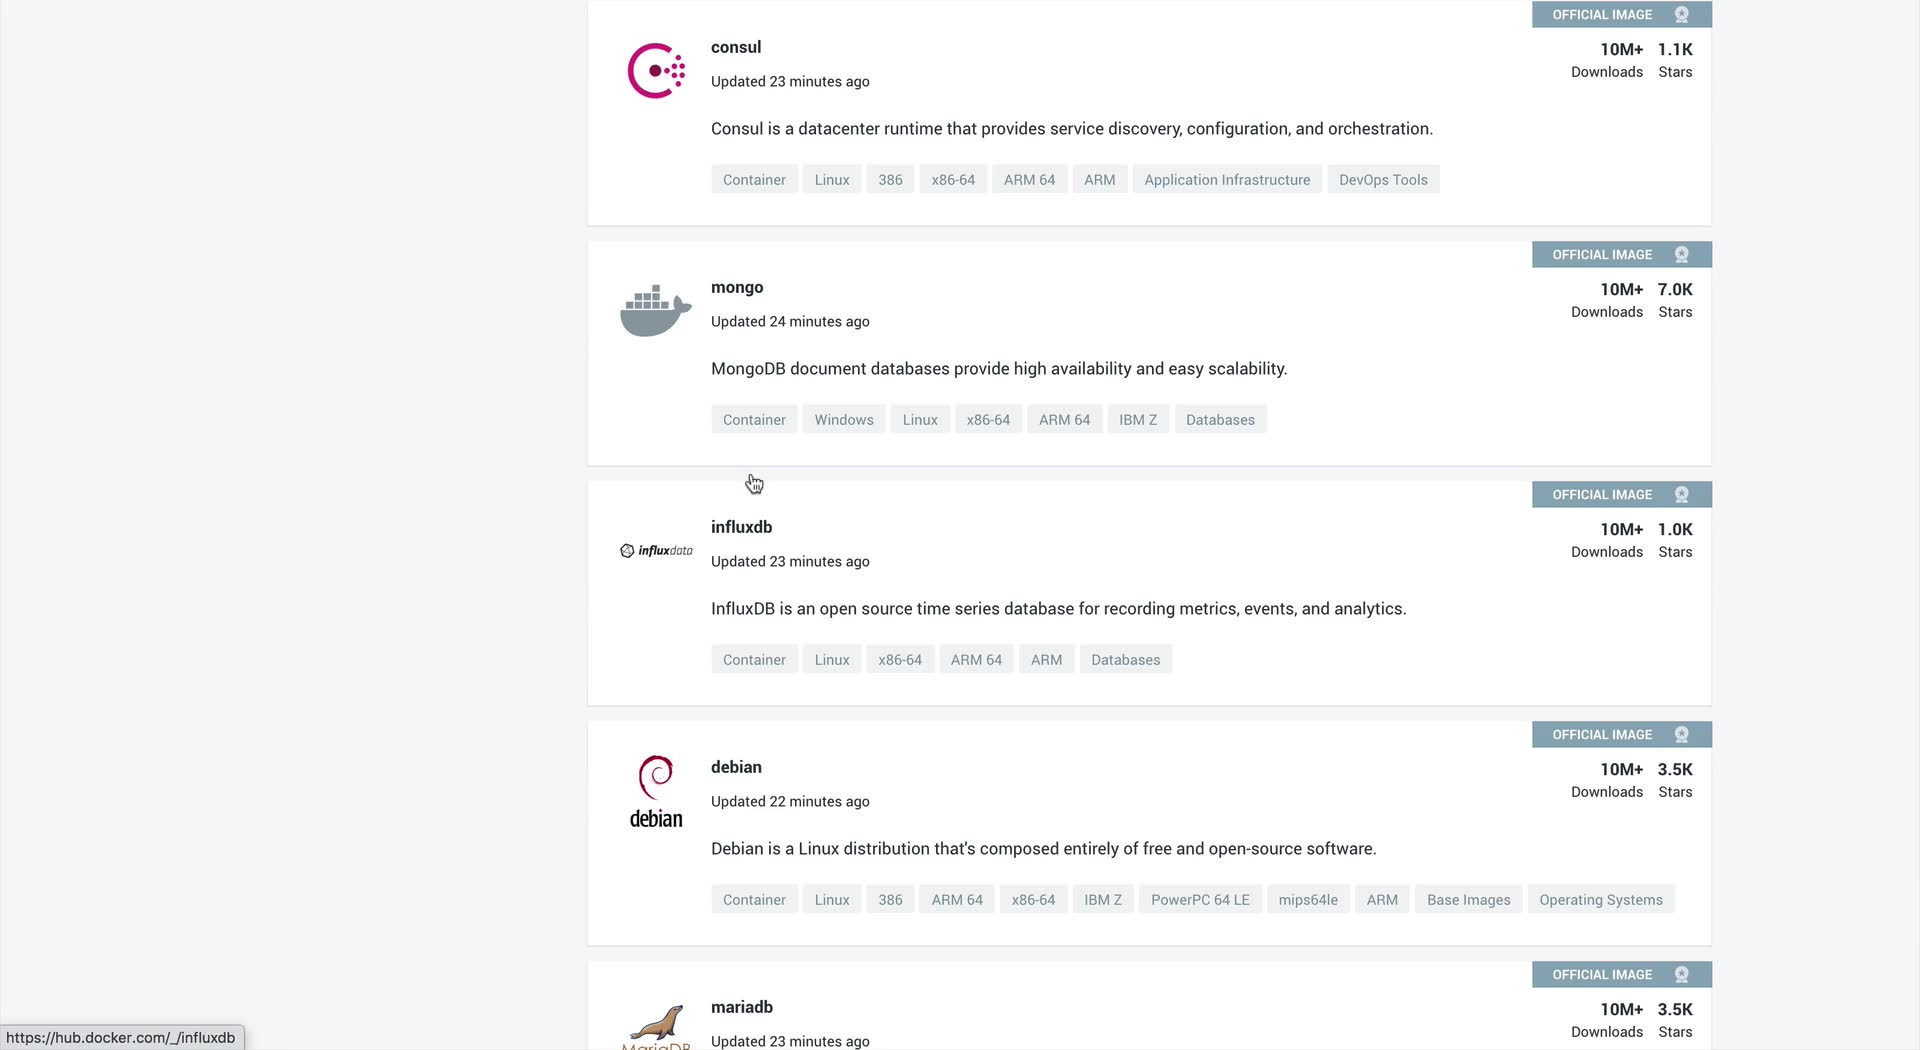 OFFICIAL IMAGE
consul
10M+ 1.1K
Downloads Stars
Updated 23 minutes ago
Consul is a datacenter runtime that provides service discovery, configuration, and orchestration.
Container Linux 386 x86-64 ARM 64 ARM Application Infrastructure DevOps Tools
OFFICIAL IMAGE
mongo
10M+ 7.0K
Downloads Stars
Updated 24 minutes ago
MongoDB document databases provide high availability and easy scalability.
Container Windows Linux x86-64 ARM 64 IBM Z Databases
OFFICIAL IMAGE
influxdata
influxdb
10M+ 1.0K
Downloads Stars
Updated 23 minutes ago
InfluxDB is an open source time series database for recording metrics, events, and analytics.
Container Linux x86-64 ARM 64 ARM Databases
OFFICIAL IMAGE
debian
debian
10M+ 3.5K
Downloads Stars
Updated 22 minutes ago
Debian is a Linux distribution that's composed entirely of free and open-source software.
Container Linux 386 ARM 64 x86-64 IBM Z PowerPC 64 LE mips64le ARM Base Images Operating Systems
OFFICIAL IMAGE
MariaDB
mariadb
10M+ 3.5K
Downloads Stars
Updated 23 minutes ago
https://hub.docker.com/_/influxdb